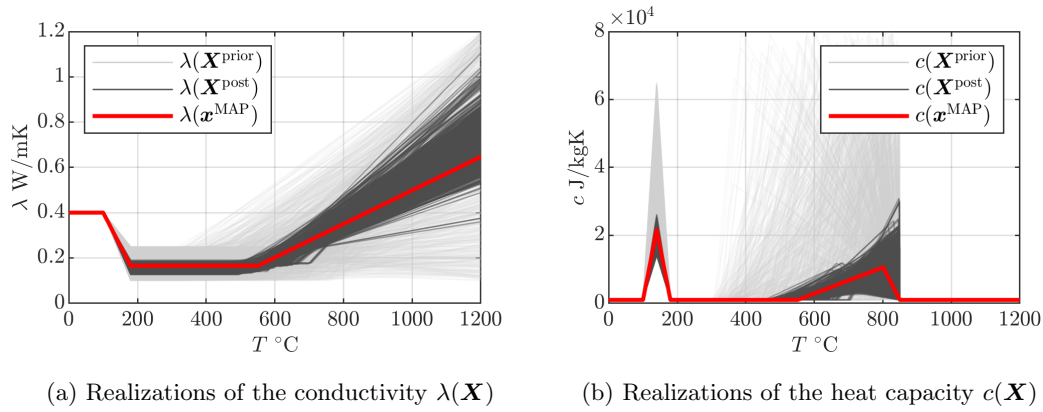 1.2
1
0.8
0.6
0.4
0.2
0
λ W/mK
λ(X^prior)
λ(X^post)
λ(x^MAP)
0 200 400 600 800 1000 1200
T °C
(a) Realizations of the conductivity λ(X)
×10^4
8
6
4
2
0
c J/kgK
c(X^prior)
c(X^post)
c(x^MAP)
0 200 400 600 800 1000 1200
T °C
(b) Realizations of the heat capacity c(X)